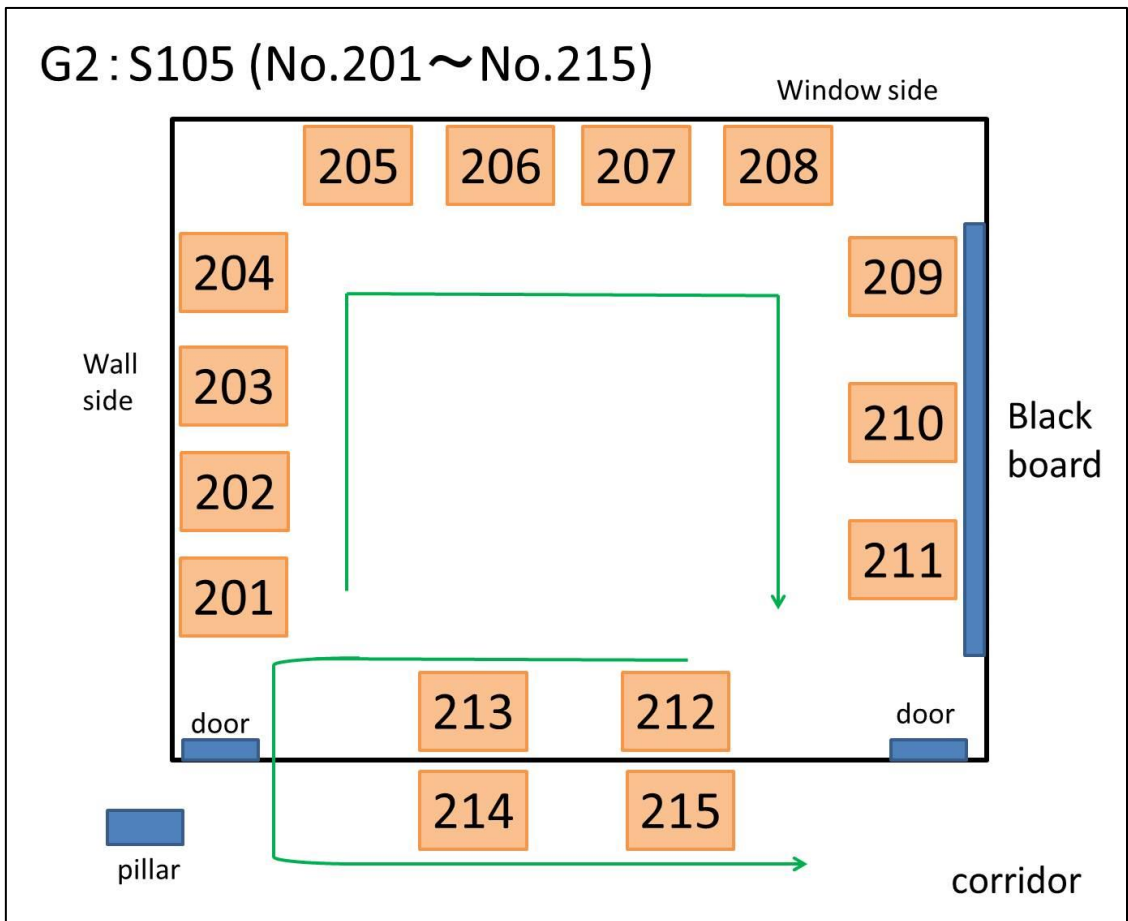 G2：S105 (No.201～No.215)
Window side
205 206 207 208
204
209
Wall
side
203
210
Black
board
202
211
201
213 212
door
door
214 215
pillar
corridor